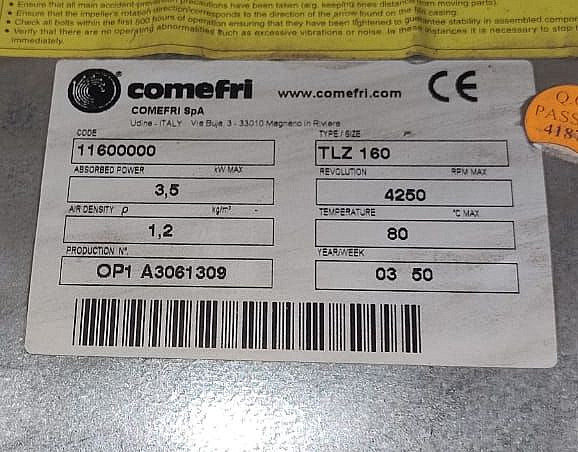 Ensure that all main accident-prevention precautions have been taken (e.g. keeping limbs distance from moving parts).
• Ensure that the impeller's rotation direction corresponds to the direction of the arrow found on the casing.
• Check all bolts within the first 500 hours of operation ensuring that they have been tightened to guarantee stability in assembled
• Verify that there are no operating abnormalities such as excessive vibrations or noise. In these instances it is necessary to stop
immediately.
comefri www.comefri.com CE
COMEFRI SpA
Udine - ITALY Via Buja, 3 - 33010 Magnano in Riviera
CODE TYPE / SIZE
11600000 TLZ 160
ABSORBED POWER kW MAX REVOLUTION RPM MAX
3,5 4250
AIR DENSITY ρ kg/m³ TEMPERATURE °C MAX
1,2 80
PRODUCTION N°. YEAR/WEEK
OP1 A3061309 03 50
Q.C
PASS
418